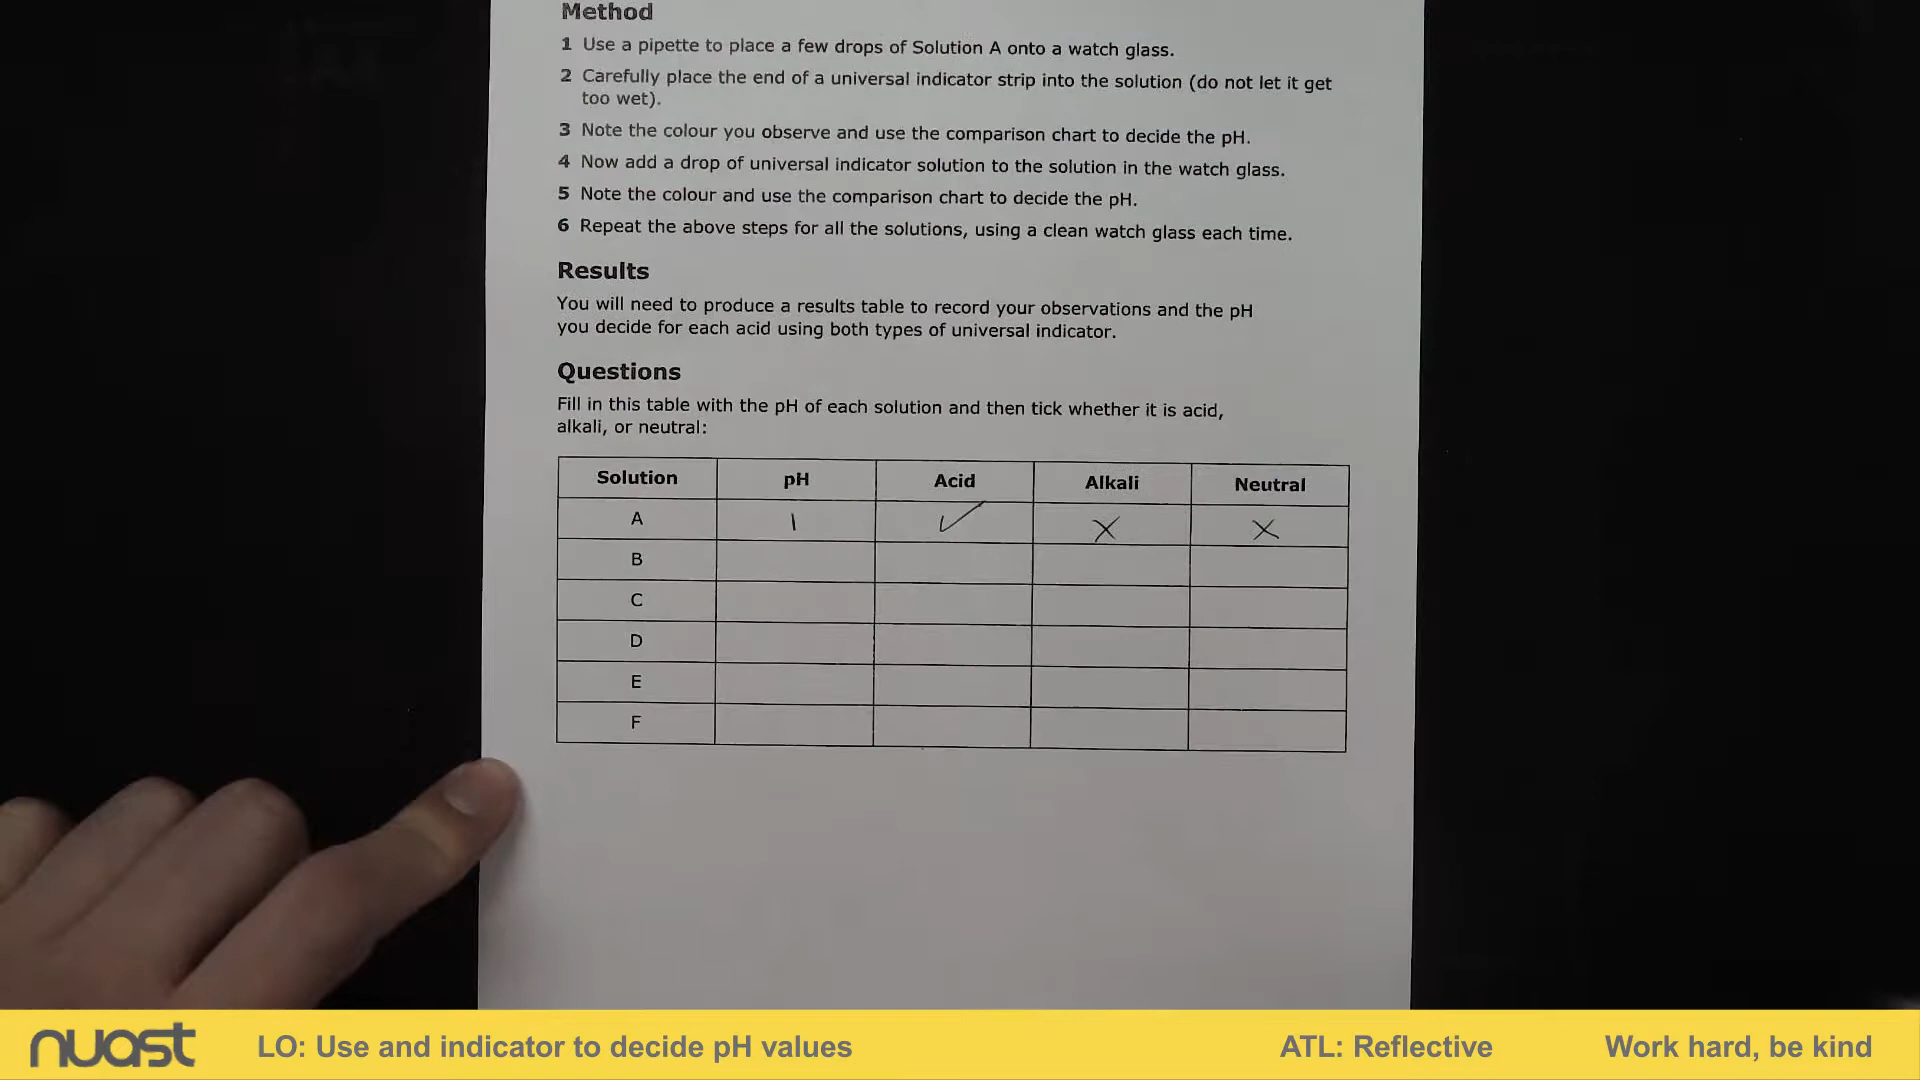 Method
1 Use a pipette to place a few drops of Solution A onto a watch glass.
2 Carefully place the end of a universal indicator strip into the solution (do not let it get
too wet).
3 Note the colour you observe and use the comparison chart to decide the pH.
4 Now add a drop of universal indicator solution to the solution in the watch glass.
5 Note the colour and use the comparison chart to decide the pH.
6 Repeat the above steps for all the solutions, using a clean watch glass each time.
Results
You will need to produce a results table to record your observations and the pH
you decide for each acid using both types of universal indicator.
Questions
Fill in this table with the pH of each solution and then tick whether it is acid,
alkali, or neutral:
Solution pH Acid Alkali Neutral
A 1 ✓ X X
B
C
D
E
F
nuast LO: Use and indicator to decide pH values ATL: Reflective Work hard, be kind